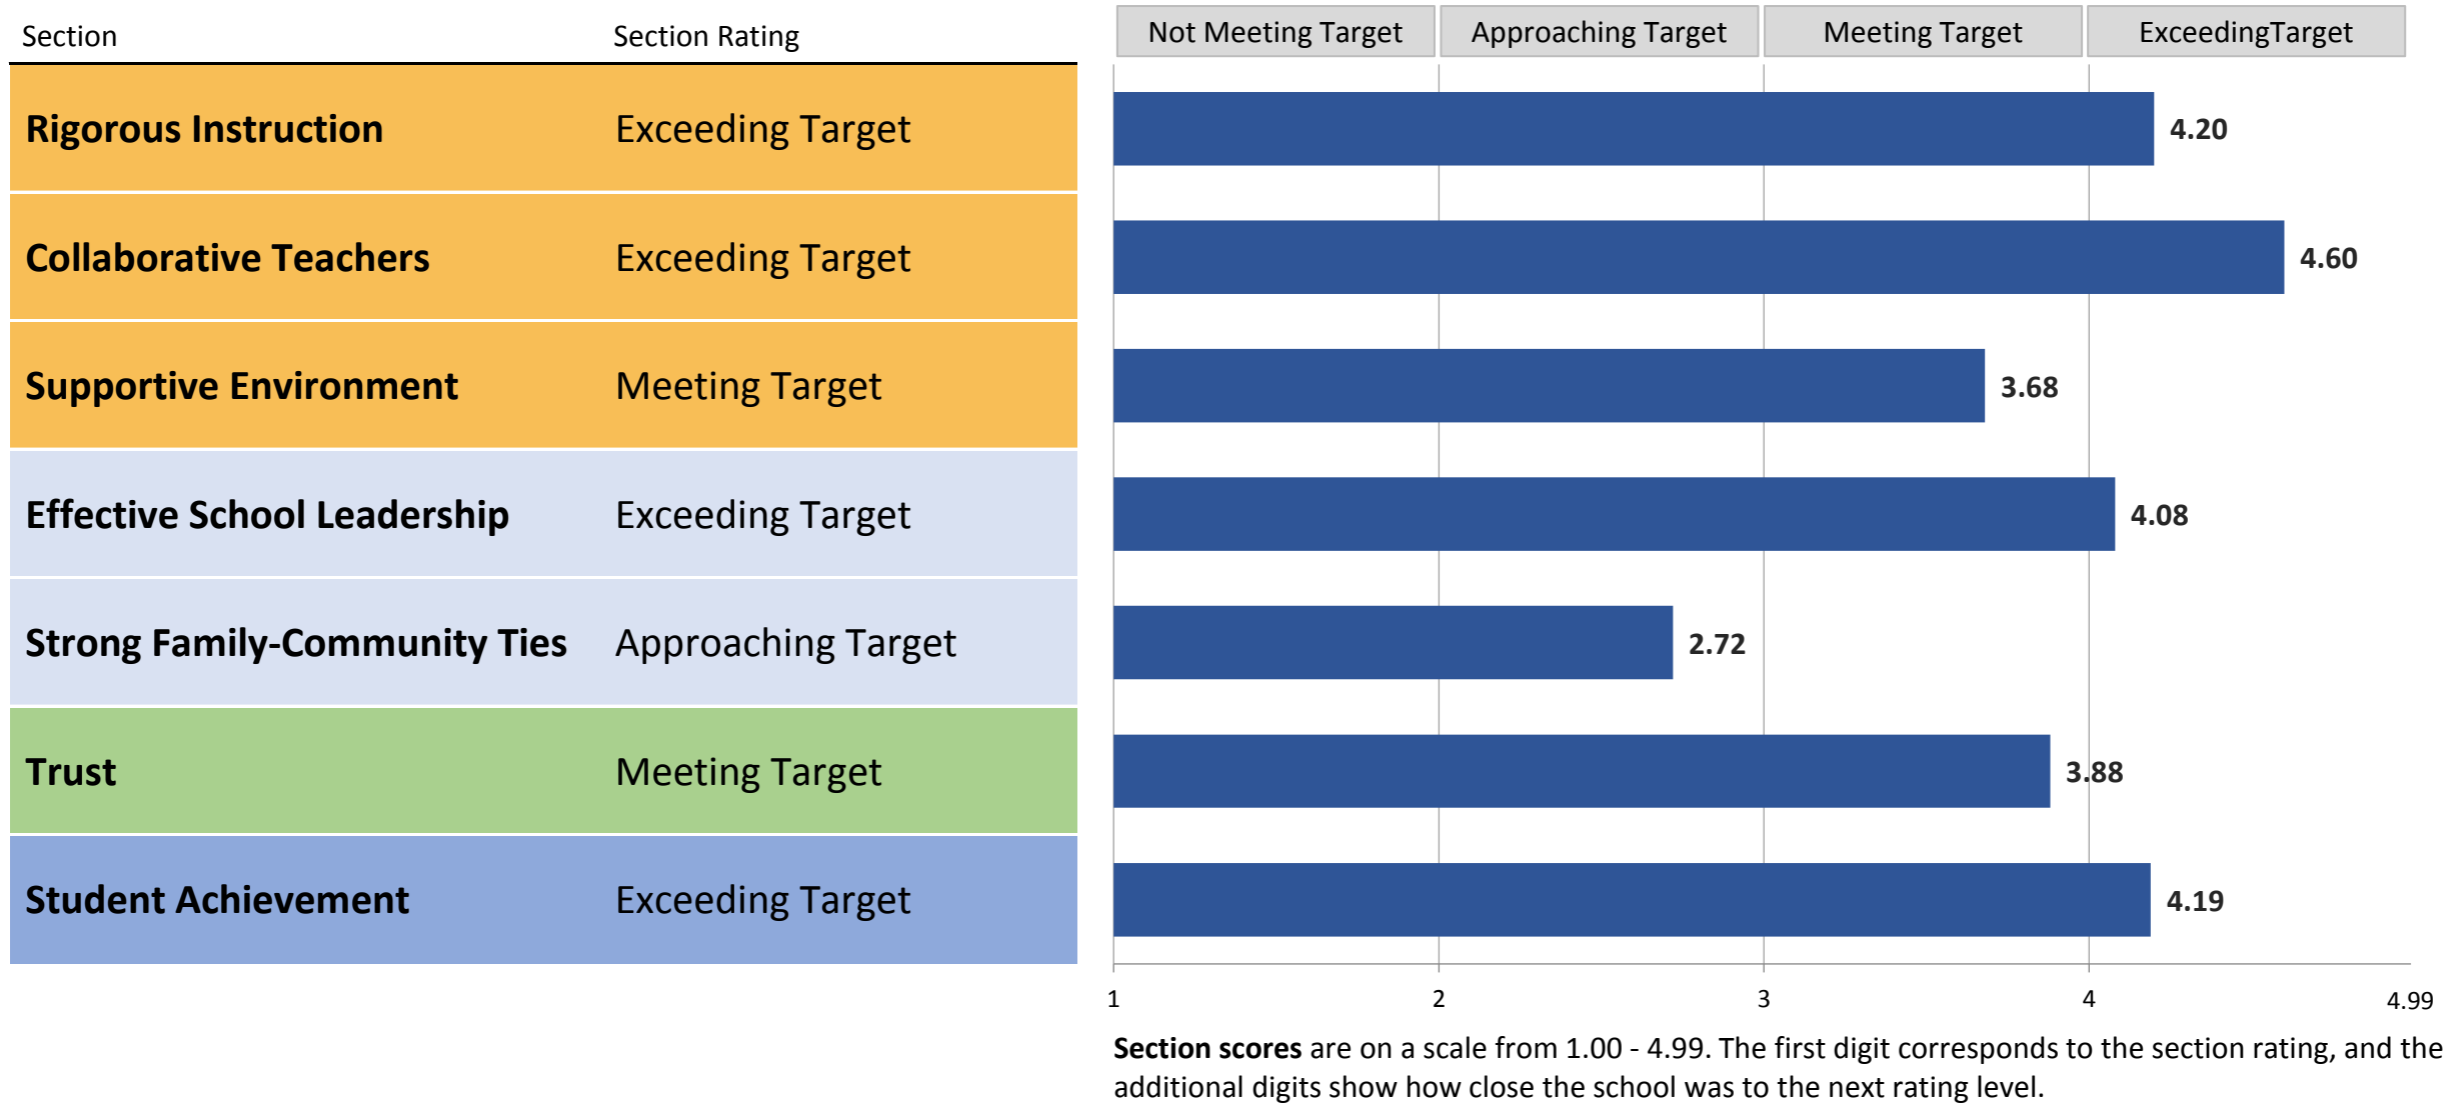 Section Section Rating Not Meeting Target Approaching Target Meeting Target ExceedingTarget
Rigorous Instruction Exceeding Target 4.20
Collaborative Teachers Exceeding Target 4.60
Supportive Environment Meeting Target 3.68
Effective School Leadership Exceeding Target 4.08
Strong Family-Community Ties Approaching Target 2.72
Trust Meeting Target 3.88
Student Achievement Exceeding Target 4.19
1 2 3 4 4.99
Section scores are on a scale from 1.00 - 4.99. The first digit corresponds to the section rating, and the
additional digits show how close the school was to the next rating level.